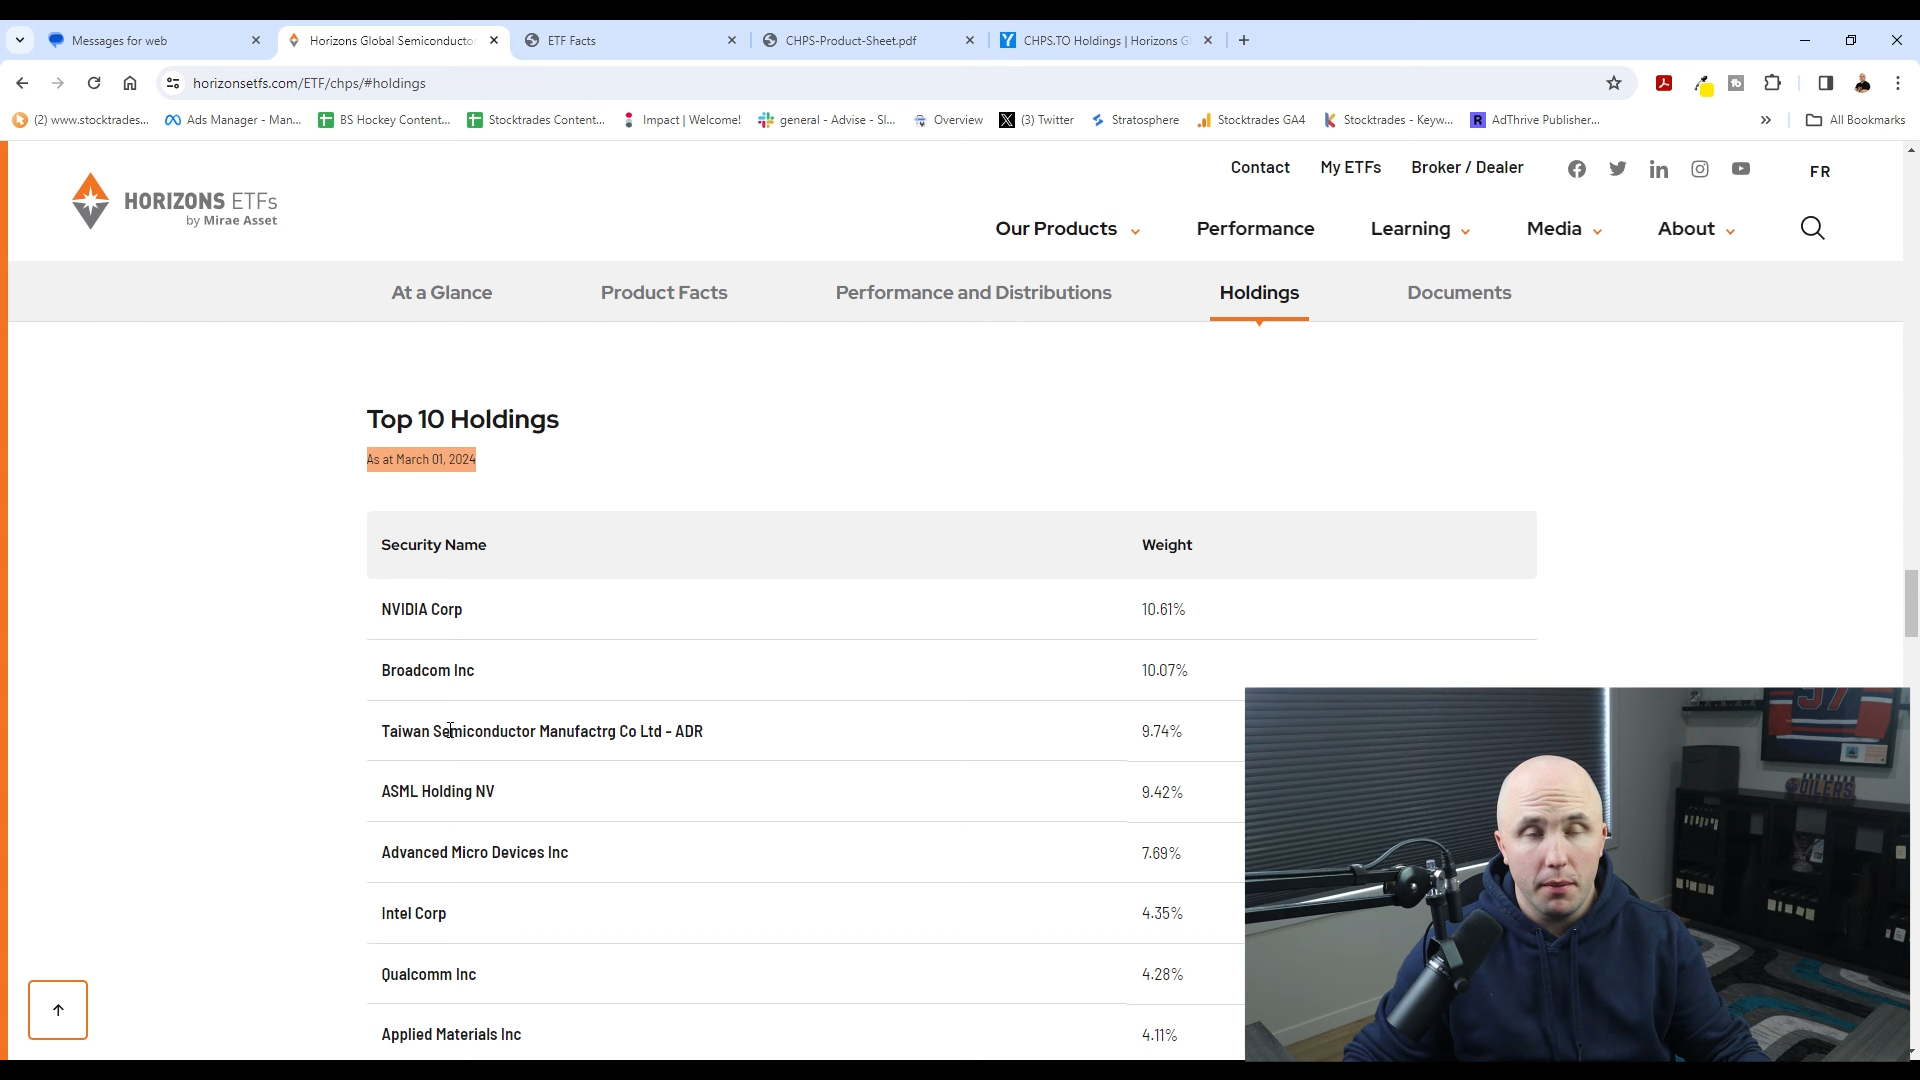 Messages for web
Horizons Global Semiconducto
ETF Facts
CHPS-Product-Sheet.pdf
CHPS.TO Holdings | Horizons G
horizonsetfs.com/ETF/chps/#holdings
(2) www.stocktrades...
Ads Manager - Man...
BS Hockey Content...
Stocktrades Content...
Impact | Welcome!
general - Advise - Sl...
Overview
(3) Twitter
Stratosphere
Stocktrades GA4
Stocktrades - Keyw...
AdThrive Publisher...
All Bookmarks
Contact
My ETFs
Broker / Dealer
FR
HORIZONS ETFs
by Mirae Asset
Our Products
Performance
Learning
Media
About
At a Glance
Product Facts
Performance and Distributions
Holdings
Documents
Top 10 Holdings
As at March 01, 2024
Security Name Weight
NVIDIA Corp 10.61%
Broadcom Inc 10.07%
Taiwan Semiconductor Manufactrg Co Ltd - ADR 9.74%
ASML Holding NV 9.42%
Advanced Micro Devices Inc 7.69%
Intel Corp 4.35%
Qualcomm Inc 4.28%
Applied Materials Inc 4.11%
97
OILERS